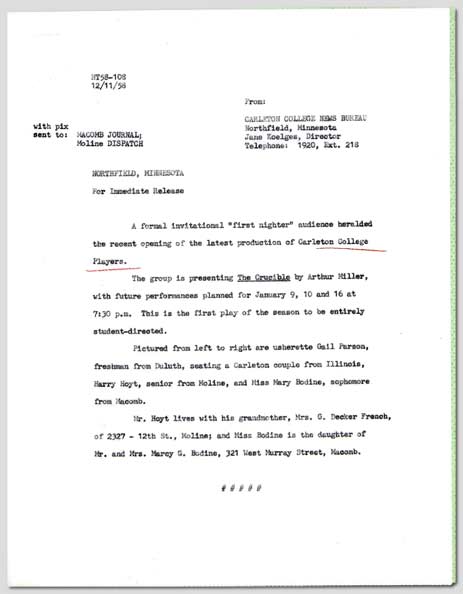 HT58-108
12/11/58
From:
CARLETON COLLEGE NEWS BUREAU
Northfield, Minnesota
Jane Koelges, Director
Telephone: 1920, Ext. 218
with pix
sent to: MACOMB JOURNAL;
Moline DISPATCH
NORTHFIELD, MINNESOTA
For Immediate Release
A formal invitational "first nighter" audience heralded
the recent opening of the latest production of Carleton College
Players.
The group is presenting The Crucible by Arthur Miller,
with future performances planned for January 9, 10 and 16 at
7:30 p.m. This is the first play of the season to be entirely
student-directed.
Pictured from left to right are usherette Gail Parson,
freshman from Duluth, seating a Carleton couple from Illinois,
Harry Hoyt, senior from Moline, and Miss Mary Bodine, sophomore
from Macomb.
Mr. Hoyt lives with his grandmother, Mrs. G. Decker French,
of 2327 - 12th St., Moline; and Miss Bodine is the daughter of
Mr. and Mrs. Marcy G. Bodine, 321 West Murray Street, Macomb.
# # # # #